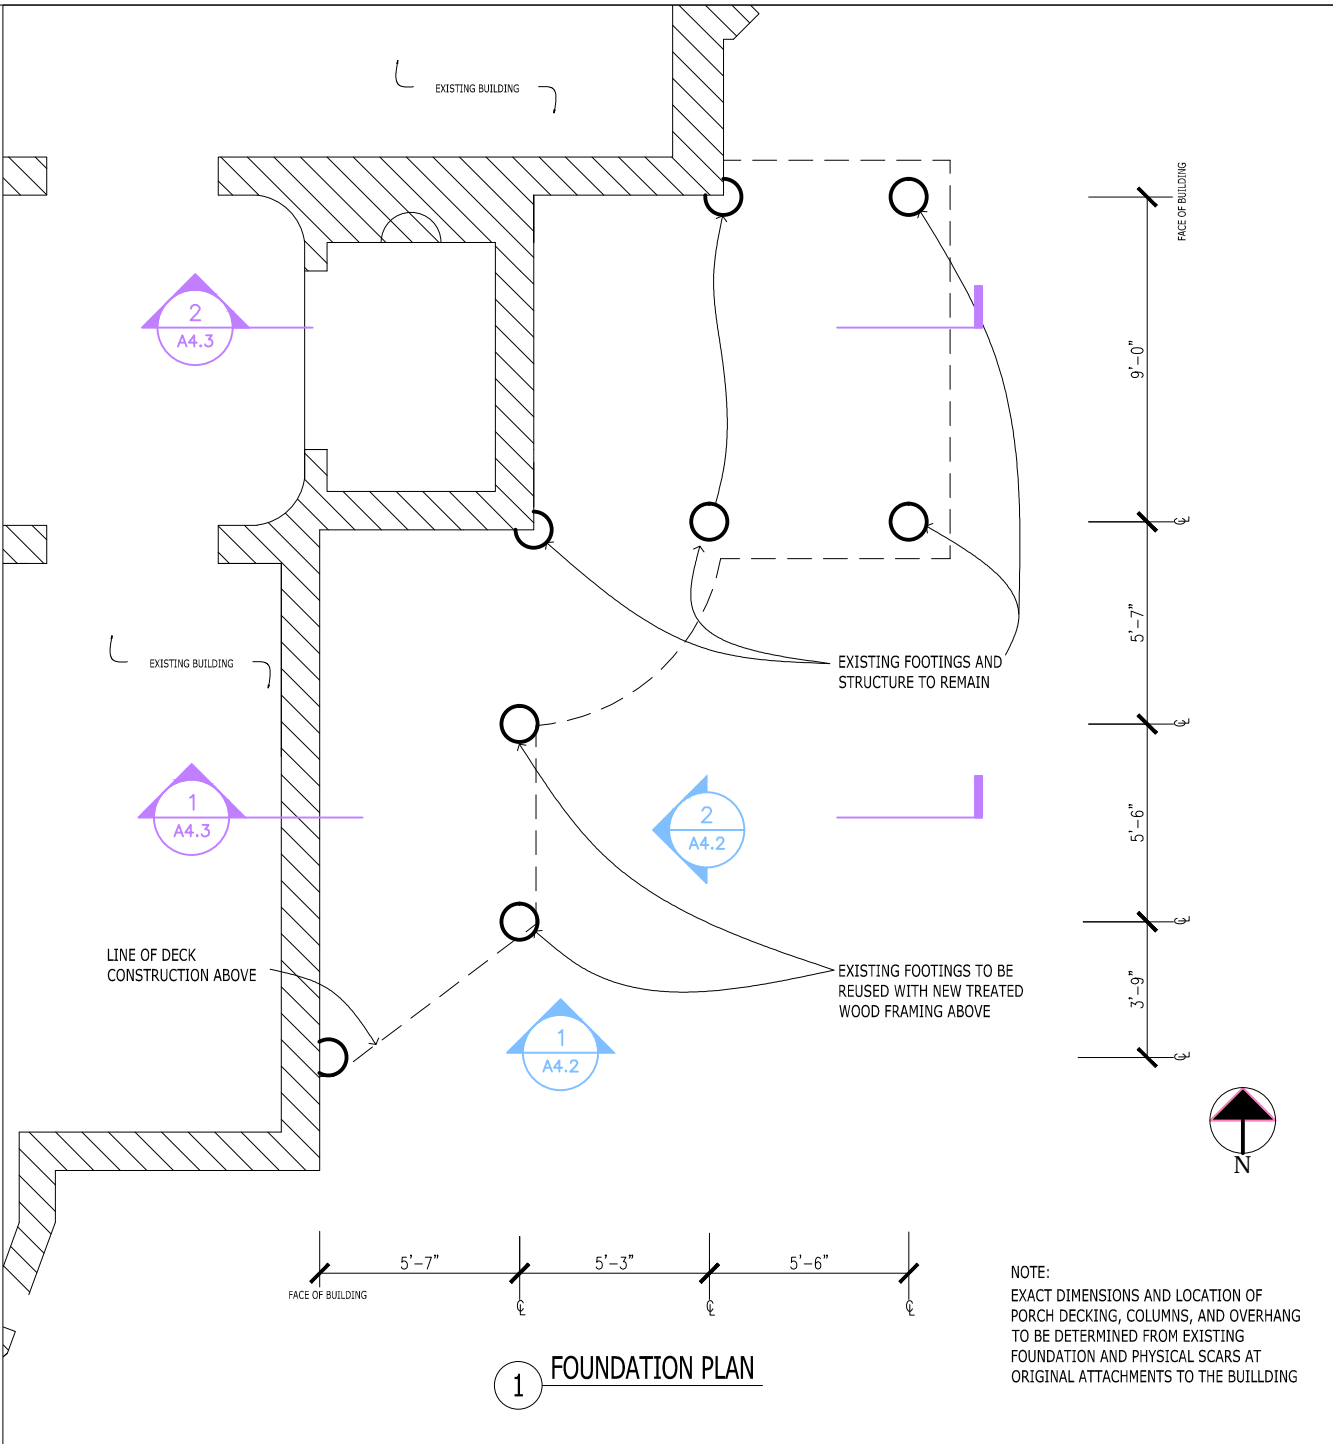 EXISTING BUILDING
FACE OF BUILDING
2
A4.3
9'-0"
℄
5'-7"
EXISTING BUILDING
EXISTING FOOTINGS AND
STRUCTURE TO REMAIN
℄
1
A4.3
2
A4.2
5'-6"
℄
LINE OF DECK
CONSTRUCTION ABOVE
EXISTING FOOTINGS TO BE
REUSED WITH NEW TREATED
WOOD FRAMING ABOVE
3'-9"
1
A4.2
℄
N
5'-7"
5'-3"
5'-6"
FACE OF BUILDING
℄
℄
℄
NOTE:
EXACT DIMENSIONS AND LOCATION OF
PORCH DECKING, COLUMNS, AND OVERHANG
TO BE DETERMINED FROM EXISTING
FOUNDATION AND PHYSICAL SCARS AT
ORIGINAL ATTACHMENTS TO THE BUILLDING
1
FOUNDATION PLAN